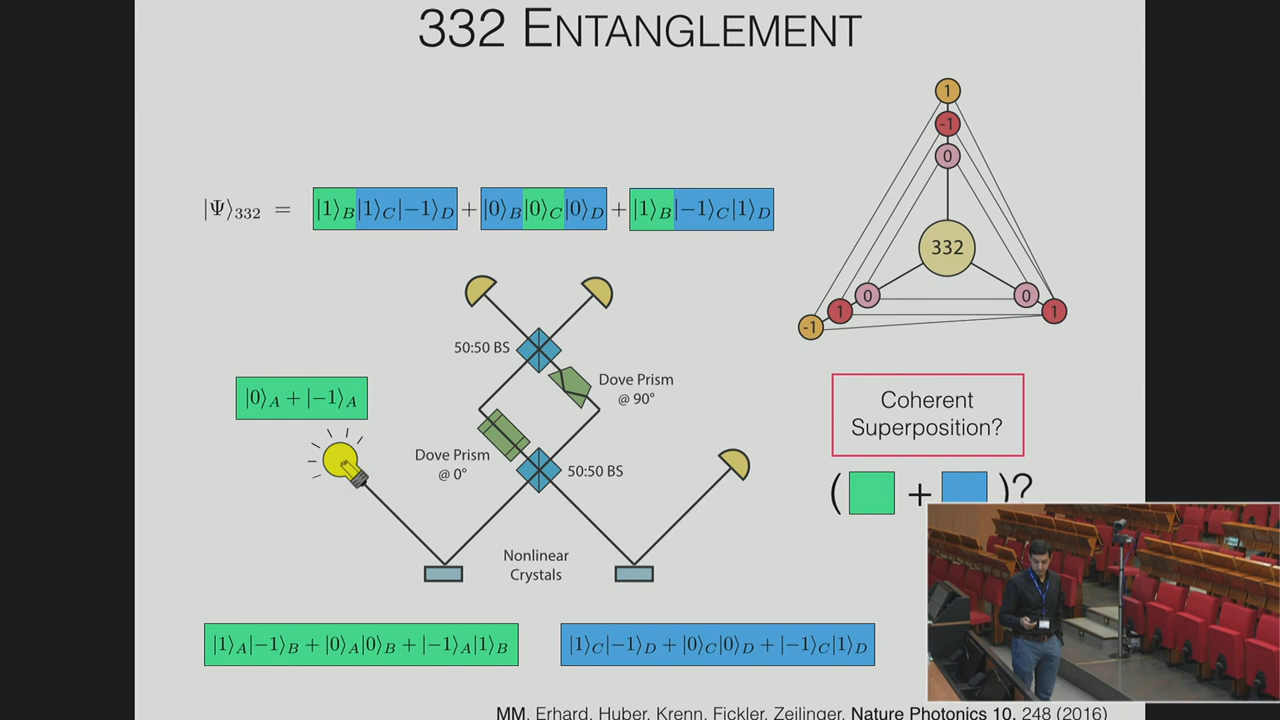 332 ENTANGLEMENT
|Ψ⟩₃₃₂ = |1⟩_B|1⟩_C|−1⟩_D + |0⟩_B|0⟩_C|0⟩_D + |1⟩_B|−1⟩_C|1⟩_D
1
-1
0
332
0
1
-1
0
1
50:50 BS
Dove Prism
@ 90°
|0⟩_A + |−1⟩_A
Dove Prism
@ 0°
50:50 BS
Coherent
Superposition?
( + )?
Nonlinear
Crystals
|1⟩_A|−1⟩_B + |0⟩_A|0⟩_B + |−1⟩_A|1⟩_B
|1⟩_C|−1⟩_D + |0⟩_C|0⟩_D + |−1⟩_C|1⟩_D
MM, Erhard, Huber, Krenn, Fickler, Zeilinger, Nature Photonics 10, 248 (2016)